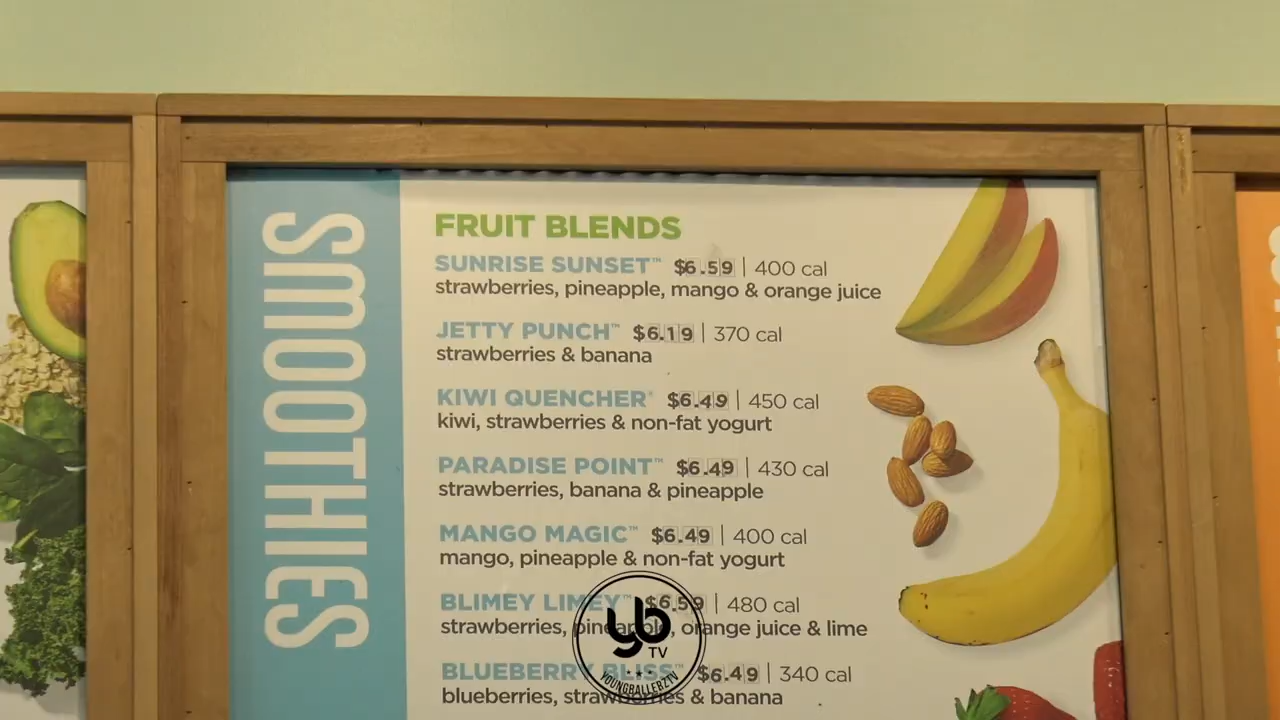 SMOOTHIES
FRUIT BLENDS
SUNRISE SUNSET™ $6.59 | 400 cal
strawberries, pineapple, mango & orange juice
JETTY PUNCH™ $6.19 | 370 cal
strawberries & banana
KIWI QUENCHER™ $6.49 | 450 cal
kiwi, strawberries & non-fat yogurt
PARADISE POINT™ $6.49 | 430 cal
strawberries, banana & pineapple
MANGO MAGIC™ $6.49 | 400 cal
mango, pineapple & non-fat yogurt
BLIMEY LIMEY™ $6.59 | 480 cal
strawberries, pineapple, orange juice & lime
BLUEBERRY BLISS™ $6.49 | 340 cal
blueberries, strawberries & banana
yb
TV
YOUNGBALLERZTV